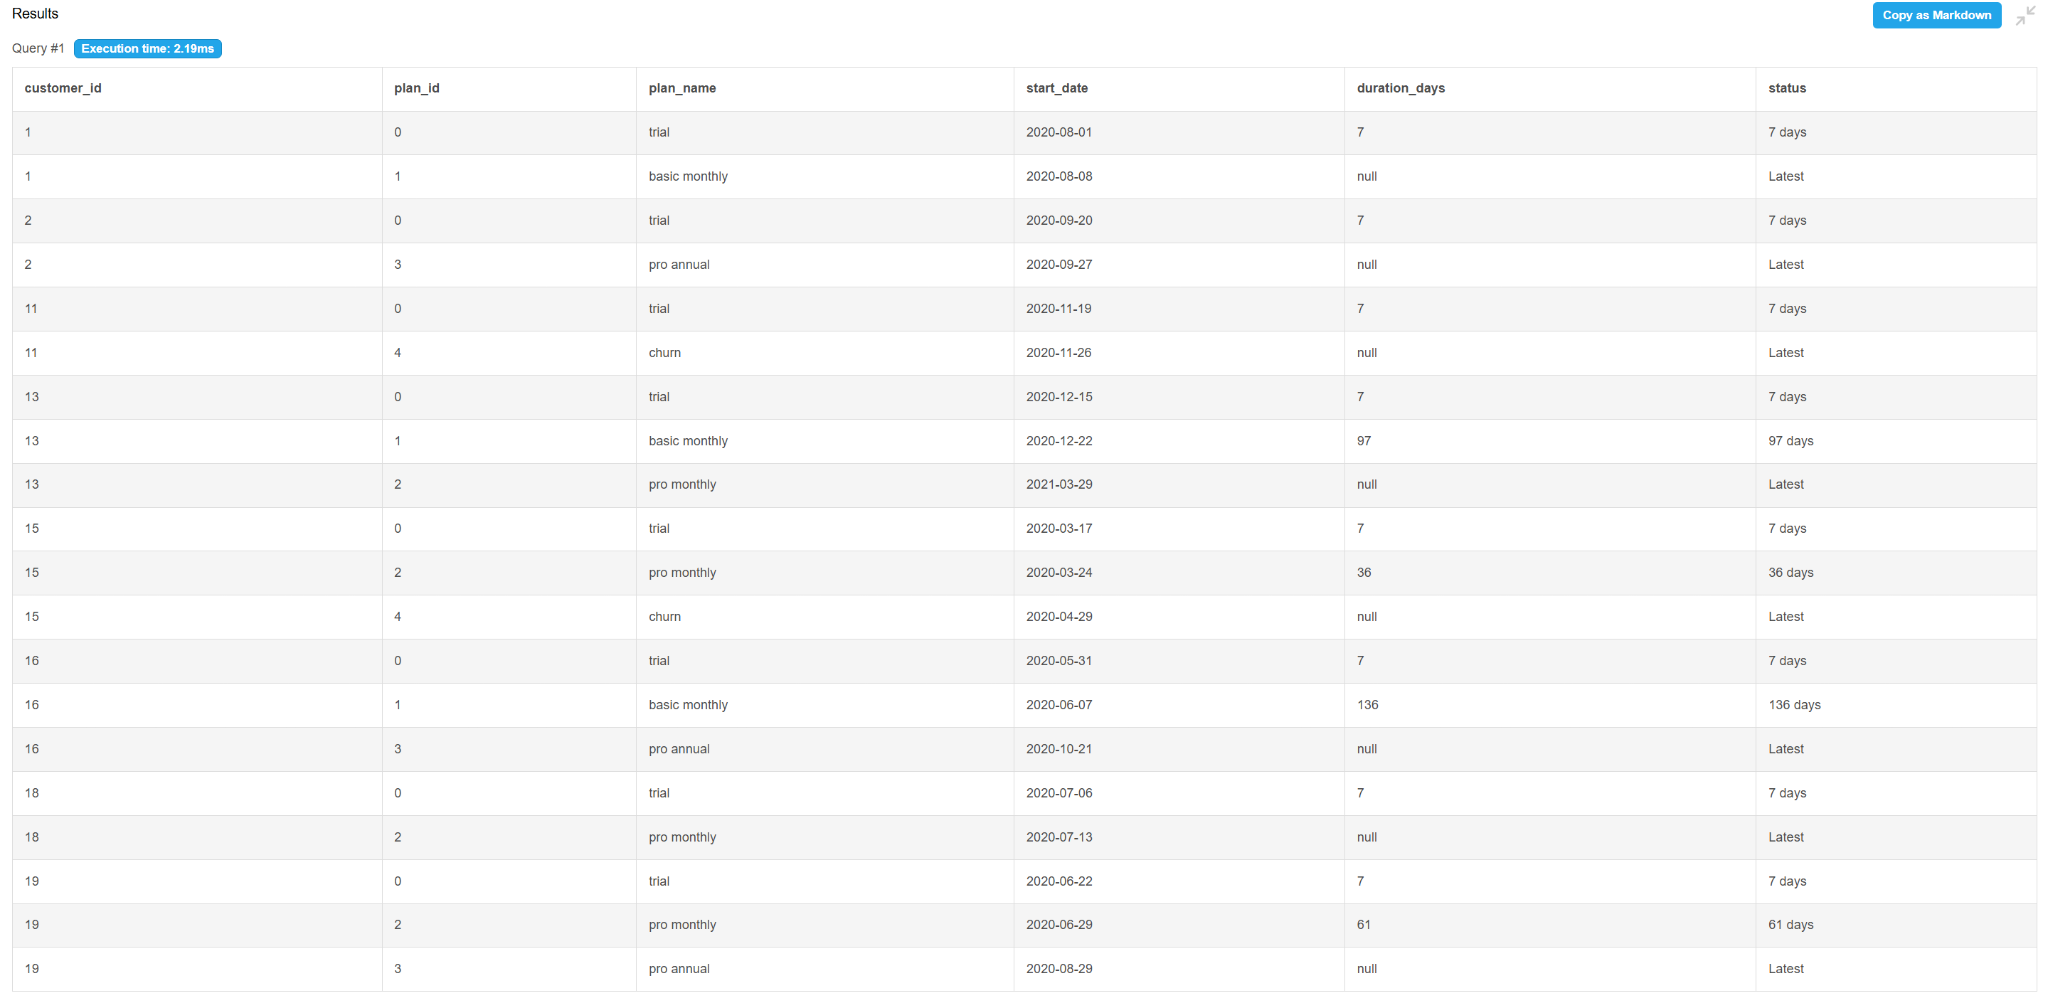 Results
Copy as Markdown
Query #1 Execution time: 2.19ms
customer_id plan_id plan_name start_date duration_days status
1 0 trial 2020-08-01 7 7 days
1 1 basic monthly 2020-08-08 null Latest
2 0 trial 2020-09-20 7 7 days
2 3 pro annual 2020-09-27 null Latest
11 0 trial 2020-11-19 7 7 days
11 4 churn 2020-11-26 null Latest
13 0 trial 2020-12-15 7 7 days
13 1 basic monthly 2020-12-22 97 97 days
13 2 pro monthly 2021-03-29 null Latest
15 0 trial 2020-03-17 7 7 days
15 2 pro monthly 2020-03-24 36 36 days
15 4 churn 2020-04-29 null Latest
16 0 trial 2020-05-31 7 7 days
16 1 basic monthly 2020-06-07 136 136 days
16 3 pro annual 2020-10-21 null Latest
18 0 trial 2020-07-06 7 7 days
18 2 pro monthly 2020-07-13 null Latest
19 0 trial 2020-06-22 7 7 days
19 2 pro monthly 2020-06-29 61 61 days
19 3 pro annual 2020-08-29 null Latest